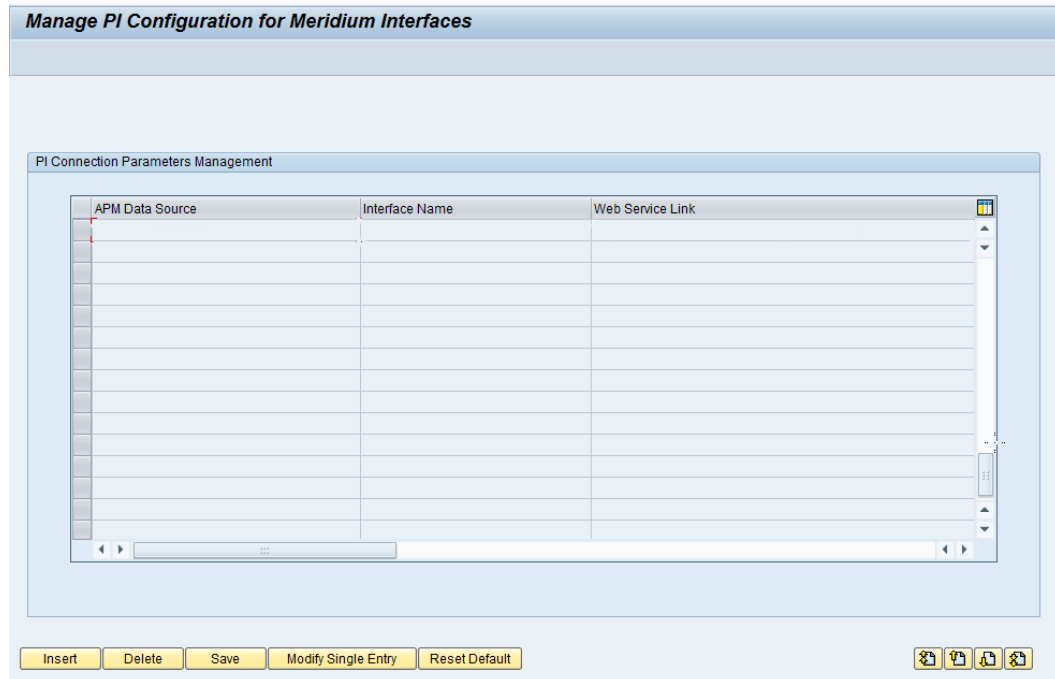 Manage PI Configuration for Meridium Interfaces
PI Connection Parameters Management
APM Data Source Interface Name Web Service Link
Insert Delete Save Modify Single Entry Reset Default